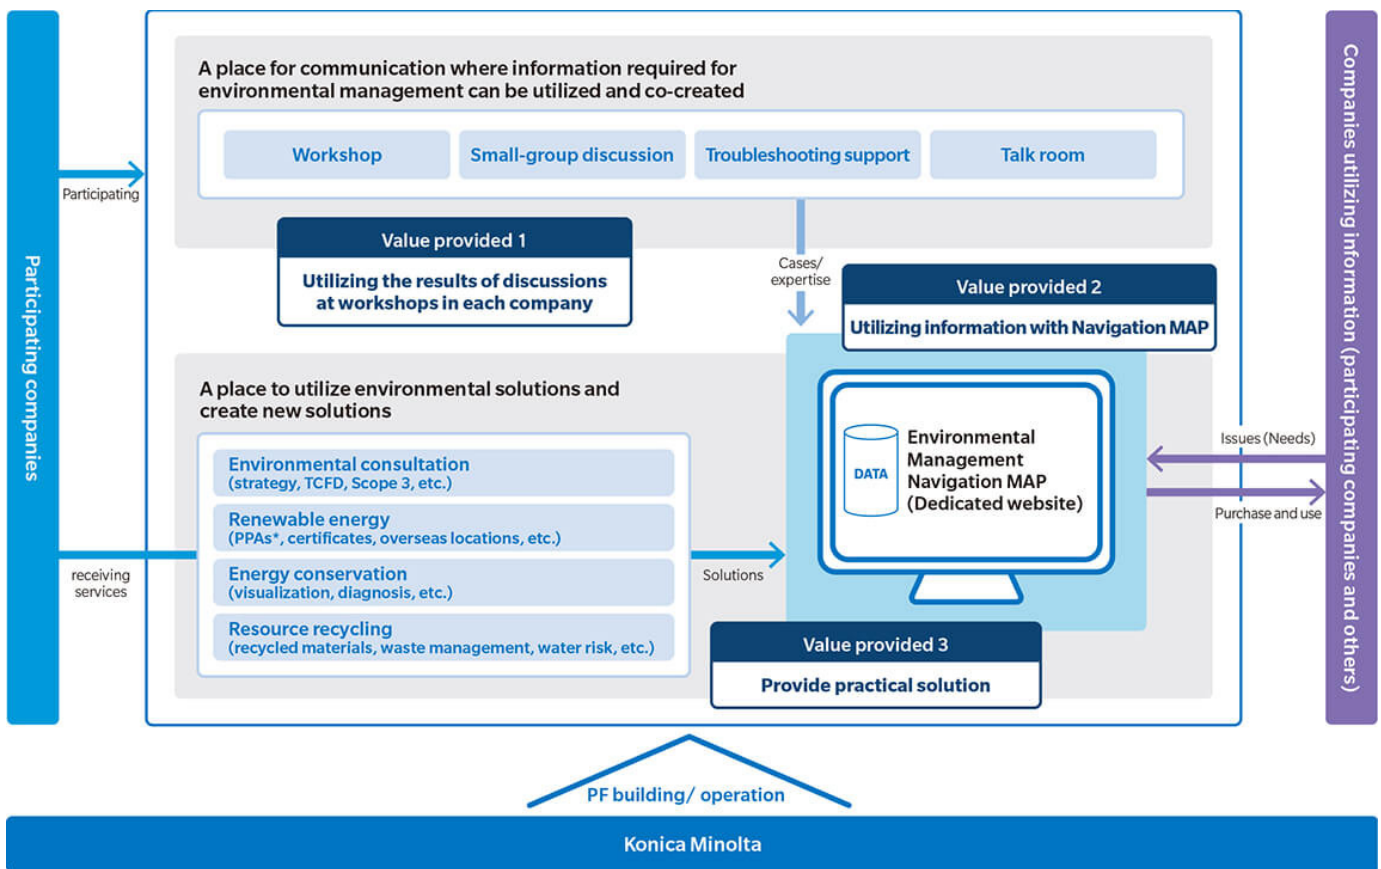 A place for communication where information required for
environmental management can be utilized and co-created
Workshop
Small-group discussion
Troubleshooting support
Talk room
Participating
Participating companies
Value provided 1
Utilizing the results of discussions
at workshops in each company
Cases/
expertise
Value provided 2
Utilizing information with Navigation MAP
A place to utilize environmental solutions and
create new solutions
Environmental consultation
(strategy, TCFD, Scope 3, etc.)
Renewable energy
(PPAs*, certificates, overseas locations, etc.)
Energy conservation
(visualization, diagnosis, etc.)
Resource recycling
(recycled materials, waste management, water risk, etc.)
receiving
services
Solutions
DATA
Environmental
Management
Navigation MAP
(Dedicated website)
Issues (Needs)
Purchase and use
Companies utilizing information (participating companies and others)
Value provided 3
Provide practical solution
PF building/ operation
Konica Minolta